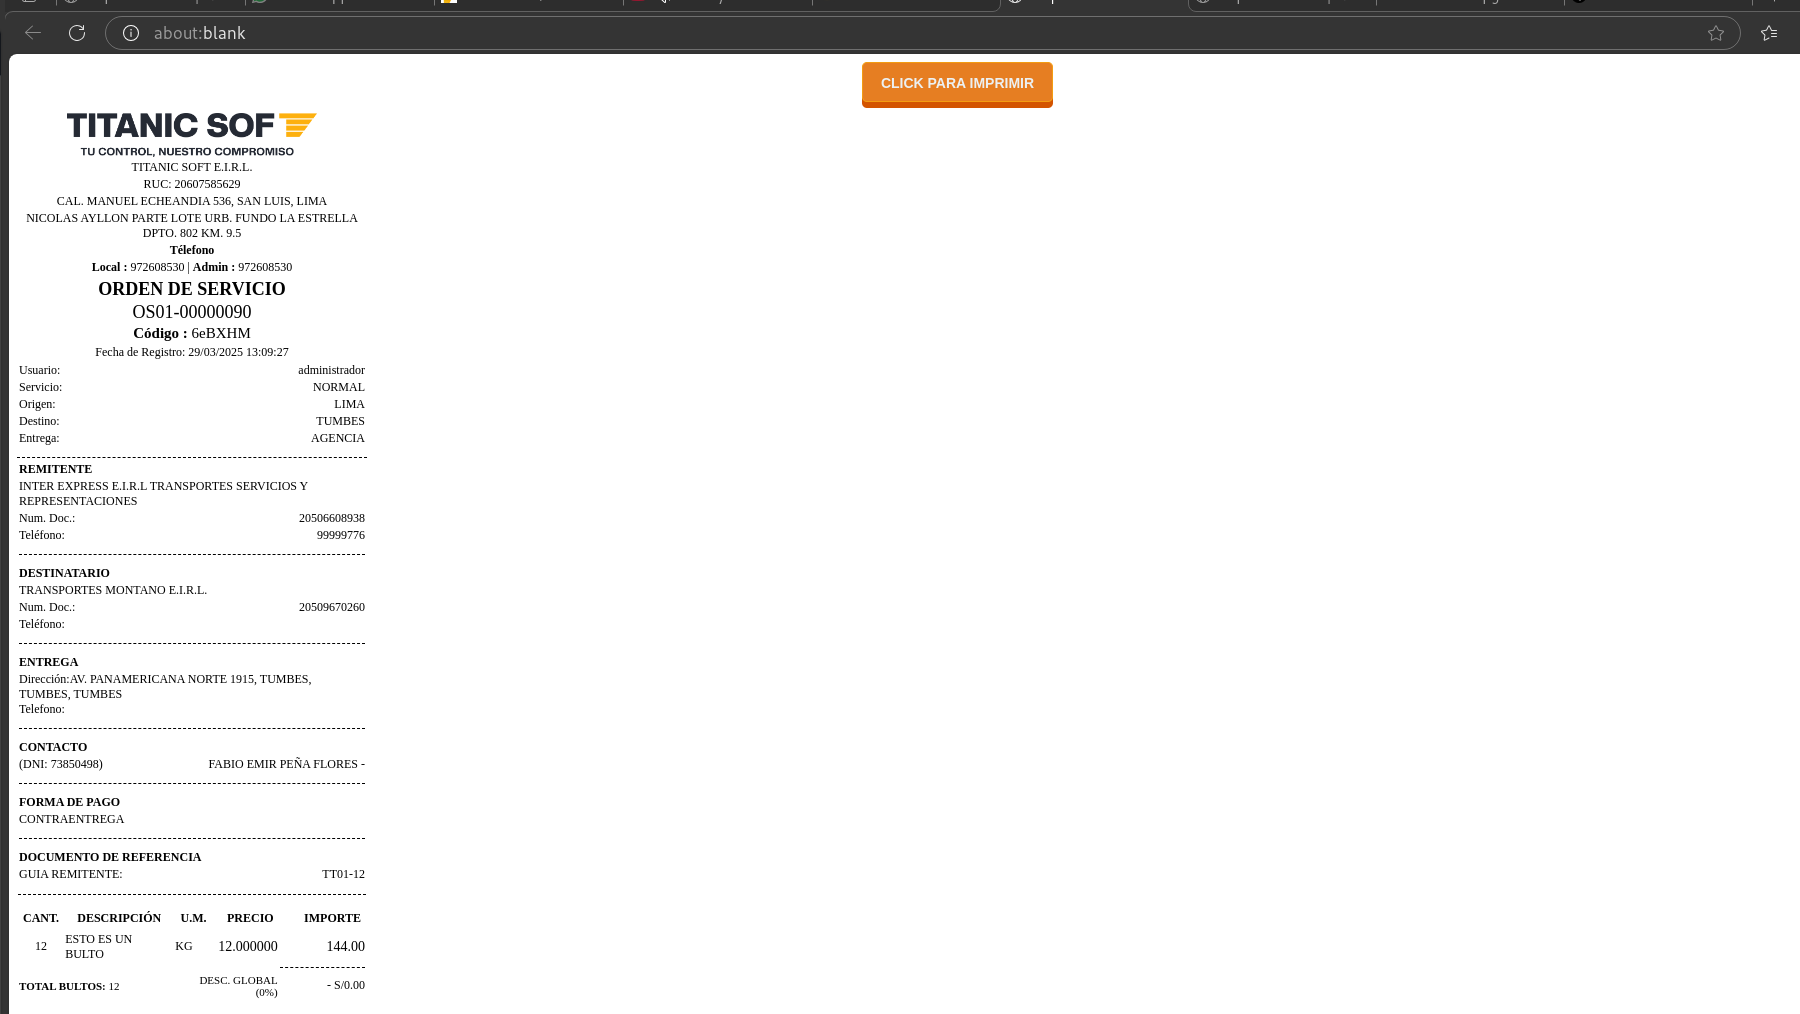 about:blank
CLICK PARA IMPRIMIR
TITANIC SOF
TU CONTROL, NUESTRO COMPROMISO
TITANIC SOFT E.I.R.L.
RUC: 20607585629
CAL. MANUEL ECHEANDIA 536, SAN LUIS, LIMA
NICOLAS AYLLON PARTE LOTE URB. FUNDO LA ESTRELLA
DPTO. 802 KM. 9.5
Télefono
Local : 972608530 | Admin : 972608530
ORDEN DE SERVICIO
OS01-00000090
Código : 6eBXHM
Fecha de Registro: 29/03/2025 13:09:27
Usuario: administrador
Servicio: NORMAL
Origen: LIMA
Destino: TUMBES
Entrega: AGENCIA
REMITENTE
INTER EXPRESS E.I.R.L TRANSPORTES SERVICIOS Y
REPRESENTACIONES
Num. Doc.: 20506608938
Teléfono: 99999776
DESTINATARIO
TRANSPORTES MONTANO E.I.R.L.
Num. Doc.: 20509670260
Teléfono:
ENTREGA
Dirección:AV. PANAMERICANA NORTE 1915, TUMBES,
TUMBES, TUMBES
Telefono:
CONTACTO
(DNI: 73850498) FABIO EMIR PEÑA FLORES -
FORMA DE PAGO
CONTRAENTREGA
DOCUMENTO DE REFERENCIA
GUIA REMITENTE: TT01-12
CANT. DESCRIPCIÓN U.M. PRECIO IMPORTE
12 ESTO ES UN BULTO KG 12.000000 144.00
TOTAL BULTOS: 12 DESC. GLOBAL (0%) - S/0.00